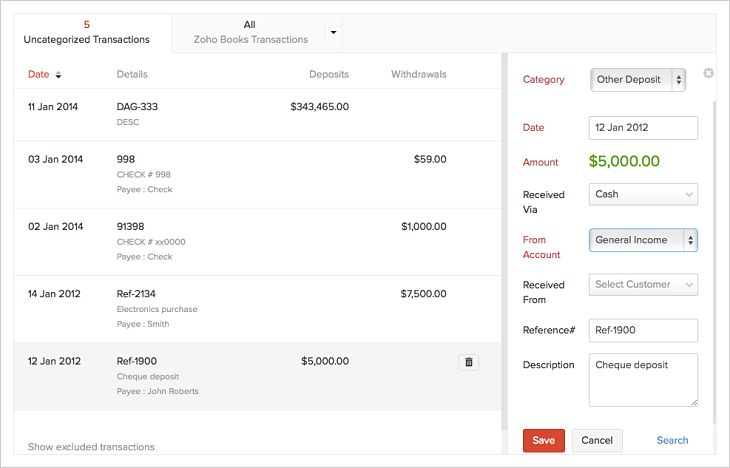 5
Uncategorized Transactions
All
Zoho Books Transactions
Date Details Deposits Withdrawals
11 Jan 2014 DAG-333 $343,465.00
DESC
03 Jan 2014 998 $59.00
CHECK # 998
Payee : Check
02 Jan 2014 91398 $1,000.00
CHECK # xx0000
Payee : Check
14 Jan 2012 Ref-2134 $7,500.00
Electronics purchase
Payee : Smith
12 Jan 2012 Ref-1900 $5,000.00
Cheque deposit
Payee : John Roberts
Show excluded transactions
Category Other Deposit
Date 12 Jan 2012
Amount $5,000.00
Received Cash
Via
From General Income
Account
Received Select Customer
From
Reference# Ref-1900
Description Cheque deposit
Save Cancel Search